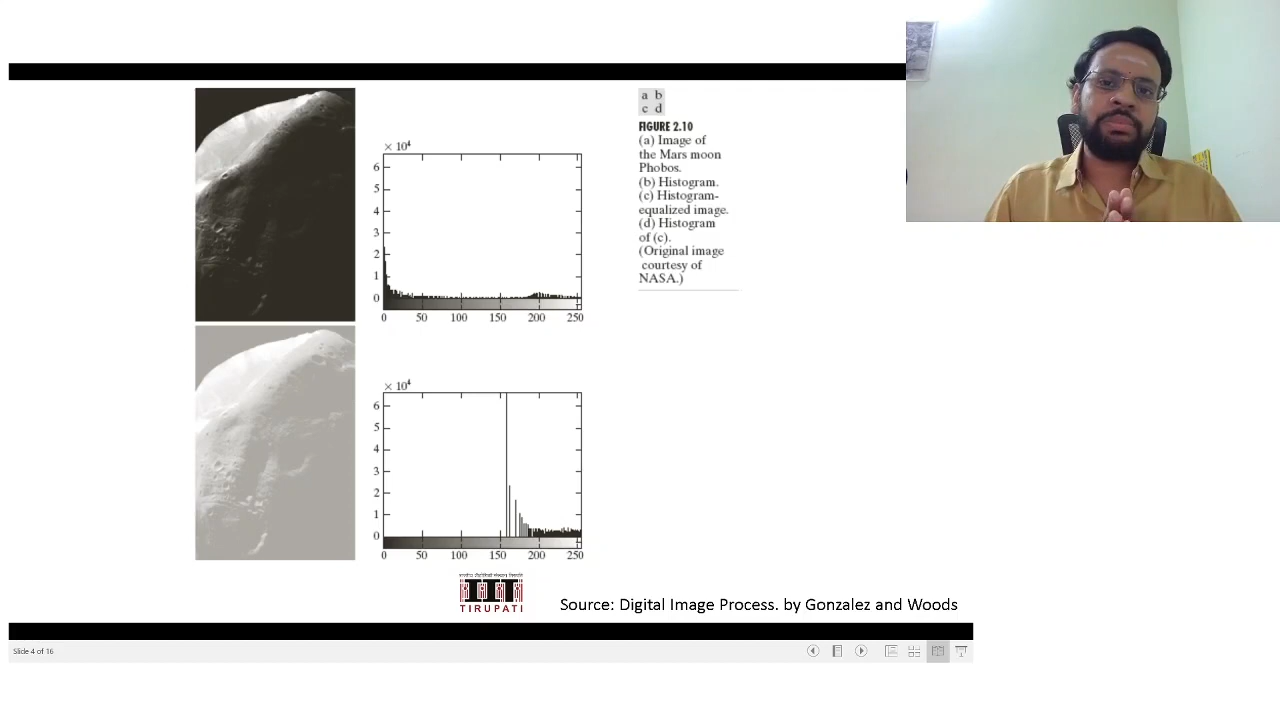 a b
c d
FIGURE 2.10
(a) Image of
the Mars moon
Phobos.
(b) Histogram.
(c) Histogram-
equalized image.
(d) Histogram
of (c).
(Original image
courtesy of
NASA.)
× 10⁴
6
5
4
3
2
1
0
0 50 100 150 200 250
× 10⁴
6
5
4
3
2
1
0
0 50 100 150 200 250
TIRUPATI
Source: Digital Image Process. by Gonzalez and Woods
Slide 4 of 16